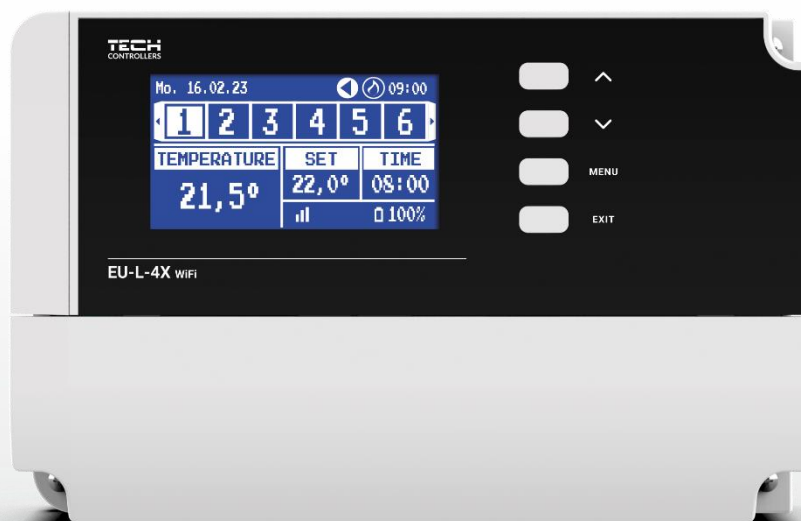 TECH
CONTROLLERS
Mo. 16.02.23 09:00
1 2 3 4 5 6
TEMPERATURE SET TIME
21,5° 22,0° 08:00
100%
MENU
EXIT
EU-L-4X WiFi